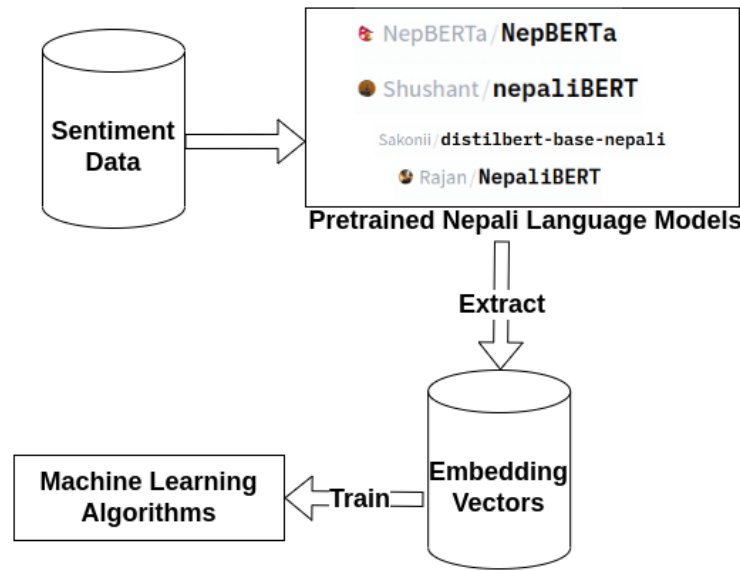 NepBERTa/NepBERTa
Shushant/nepaliBERT
Sakonii/distilbert-base-nepali
Rajan/NepaliBERT
Sentiment
Data
Pretrained Nepali Language Models
Extract
Embedding
Vectors
Train
Machine Learning
Algorithms